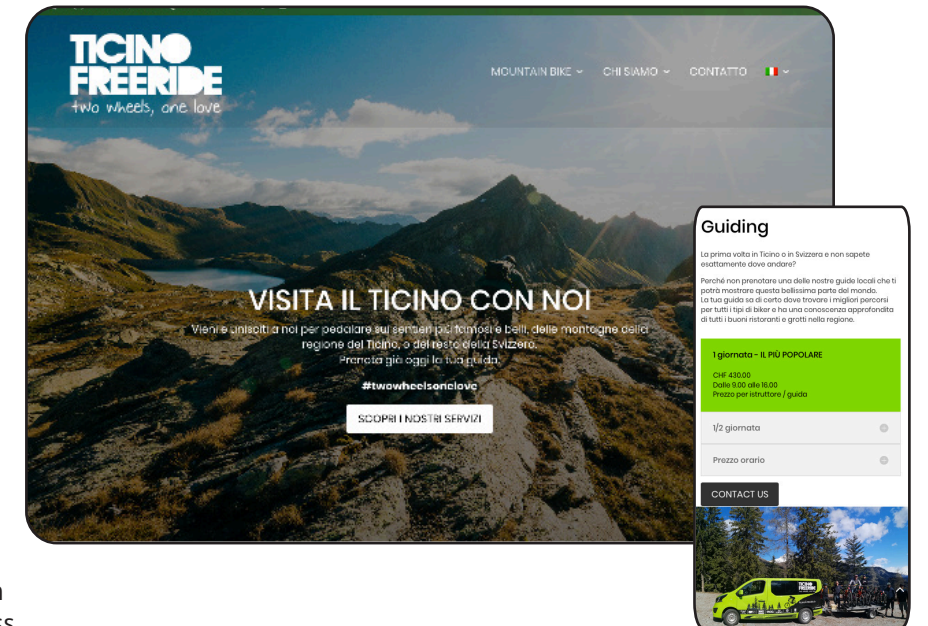 TICINO
FREERIDE
two wheels, one love
MOUNTAIN BIKE
CHI SIAMO
CONTATTO
VISITA IL TICINO CON NOI
Vieni e unisciti a noi per pedalare sui sentieri più famosi e belli, delle montagne della
regione del Ticino, o del resto della Svizzera.
Prenota già oggi la tua guida.
#twowheelsonelove
SCOPRI I NOSTRI SERVIZI
Guiding
La prima volta in Ticino o in Svizzera e non sapete
esattamente dove andare?
Perché non prenotare una delle nostre guide locali che ti
potrà mostrare questa bellissima parte del mondo.
La tua guida sa di certo dove trovare i migliori percorsi
per tutti i tipi di biker e ha una conoscenza approfondita
di tutti i buoni ristoranti e grotti nella regione.
1 giornata - IL PIÙ POPOLARE
CHF 430.00
Dalle 9.00 alle 16.00
Prezzo per istruttore / guida
1/2 giornata
Prezzo orario
CONTACT US
TICINO
FREERIDE